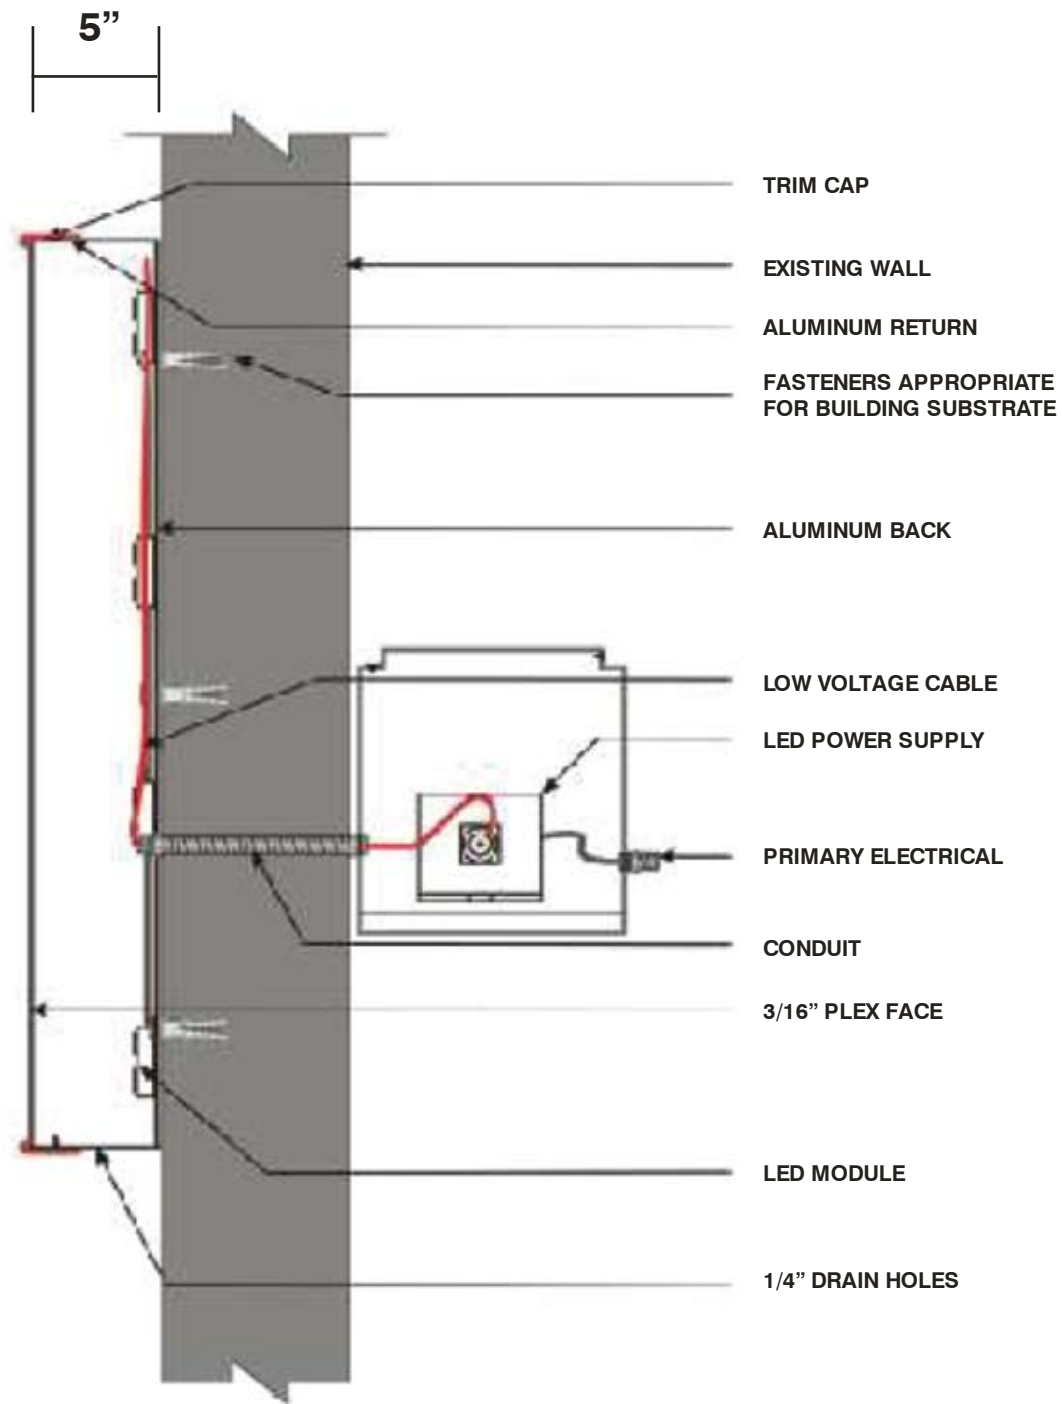 5”
TRIM CAP
EXISTING WALL
ALUMINUM RETURN
FASTENERS APPROPRIATE
FOR BUILDING SUBSTRATE
ALUMINUM BACK
LOW VOLTAGE CABLE
LED POWER SUPPLY
PRIMARY ELECTRICAL
CONDUIT
3/16” PLEX FACE
LED MODULE
1/4” DRAIN HOLES